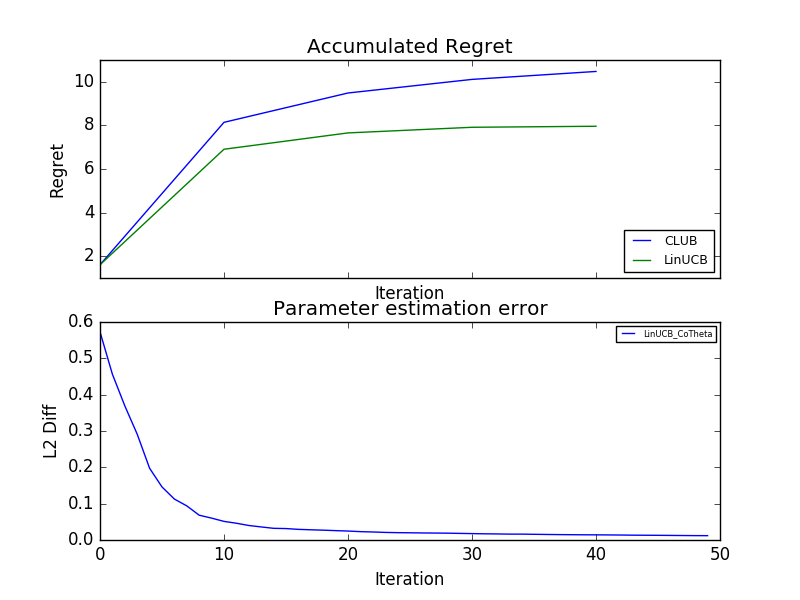 Accumulated Regret
10
8
6
4
2
Regret
CLUB
LinUCB
Iteration
Parameter estimation error
0.6
0.5
0.4
0.3
0.2
0.1
0.0
L2 Diff
LinUCB_CoTheta
0 10 20 30 40 50
Iteration